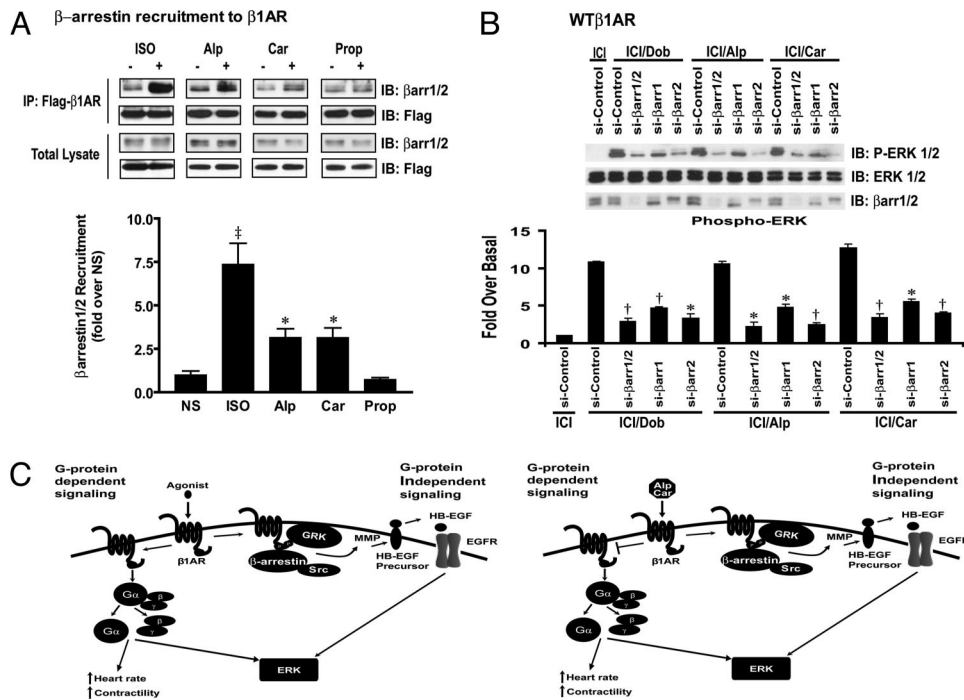 A
β–arrestin recruitment to β1AR
ISO Alp Car Prop
- + - + - + - +
IP: Flag-β1AR
IB: βarr1/2
IB: Flag
Total Lysate
IB: βarr1/2
IB: Flag
β arrestin1/2 Recruitment
(fold over NS)
10.0
7.5
5.0
2.5
0.0
‡
* *
NS ISO Alp Car Prop
B
WTβ1AR
ICI ICI/Dob ICI/Alp ICI/Car
si-Control si-Control si-βarr1/2 si-βarr1 si-βarr2 si-Control si-βarr1/2 si-βarr1 si-βarr2 si-Control si-βarr1/2 si-βarr1 si-βarr2
IB: P-ERK 1/2
IB: ERK 1/2
IB: βarr1/2
Phospho-ERK
Fold Over Basal
15
10
5
0
† † * * * † † * †
si-Control si-Control si-βarr1/2 si-βarr1 si-βarr2 si-Control si-βarr1/2 si-βarr1 si-βarr2 si-Control si-βarr1/2 si-βarr1 si-βarr2
ICI ICI/Dob ICI/Alp ICI/Car
C
G-protein
dependent
signaling
Agonist
G-protein
Independent
signaling
HB-EGF
EGFR
β1AR
GRK
β-arrestin
Src
MMP
HB-EGF
Precursor
Gα
β
γ
Gα
β
γ
ERK
Heart rate
Contractility
G-protein
dependent
signaling
Alp
Car
G-protein
Independent
signaling
HB-EGF
EGFI
β1AR
GRK
β-arrestin
Src
MMP
HB-EGF
Precursor
Gα
β
γ
Gα
β
γ
ERK
Heart rate
Contractility